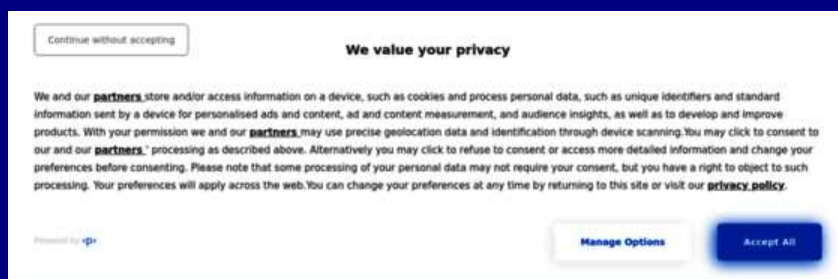 Continue without accepting
We value your privacy
We and our partners store and/or access information on a device, such as cookies and process personal data, such as unique identifiers and standard
information sent by a device for personalised ads and content, ad and content measurement, and audience insights, as well as to develop and improve
products. With your permission we and our partners may use precise geolocation data and identification through device scanning.You may click to consent to
our and our partners' processing as described above. Alternatively you may click to refuse to consent or access more detailed information and change your
preferences before consenting. Please note that some processing of your personal data may not require your consent, but you have a right to object to such
processing. Your preferences will apply across the web.You can change your preferences at any time by returning to this site or visit our privacy policy.
Powered by <p>
Manage Options
Accept All